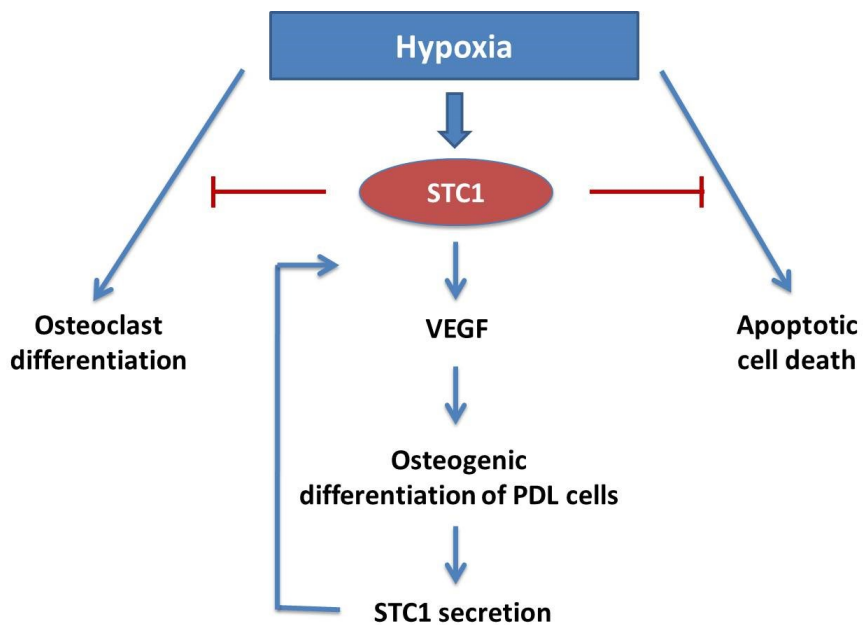 Hypoxia
STC1
Osteoclast
differentiation
VEGF
Apoptotic
cell death
Osteogenic
differentiation of PDL cells
STC1 secretion